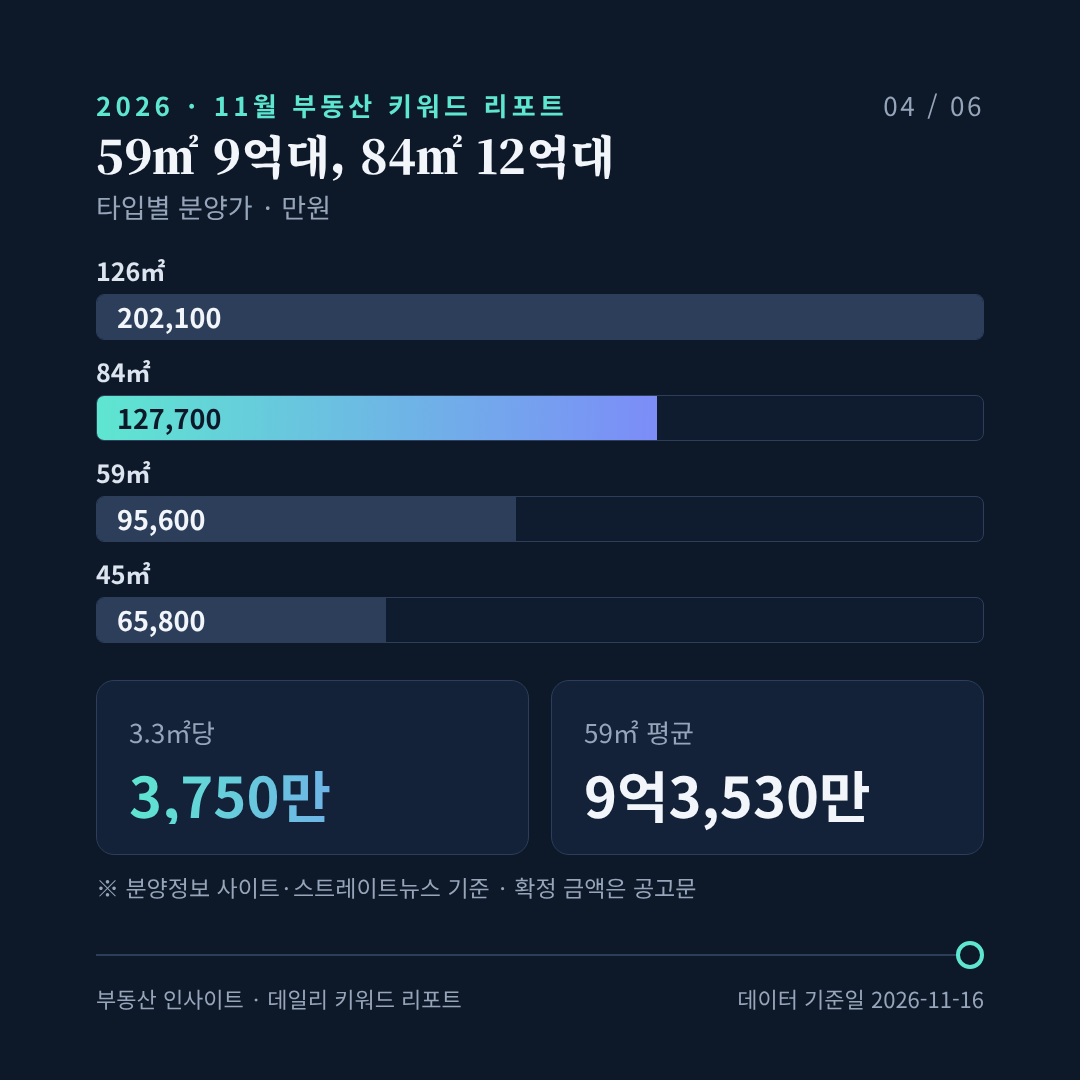 2026 · 11월 부동산 키워드 리포트
04 / 06
59㎡ 9억대, 84㎡ 12억대
타입별 분양가 · 만원
126㎡
202,100
84㎡
127,700
59㎡
95,600
45㎡
65,800
3.3㎡당
3,750만
59㎡ 평균
9억3,530만
※ 분양정보 사이트·스트레이트뉴스 기준 · 확정 금액은 공고문
부동산 인사이트 · 데일리 키워드 리포트
데이터 기준일 2026-11-16